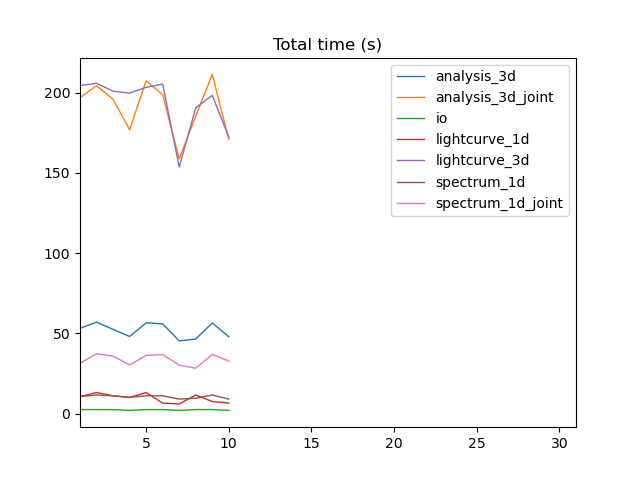 Total time (s)
200
150
100
50
0
5 10 15 20 25 30
analysis_3d
analysis_3d_joint
io
lightcurve_1d
lightcurve_3d
spectrum_1d
spectrum_1d_joint